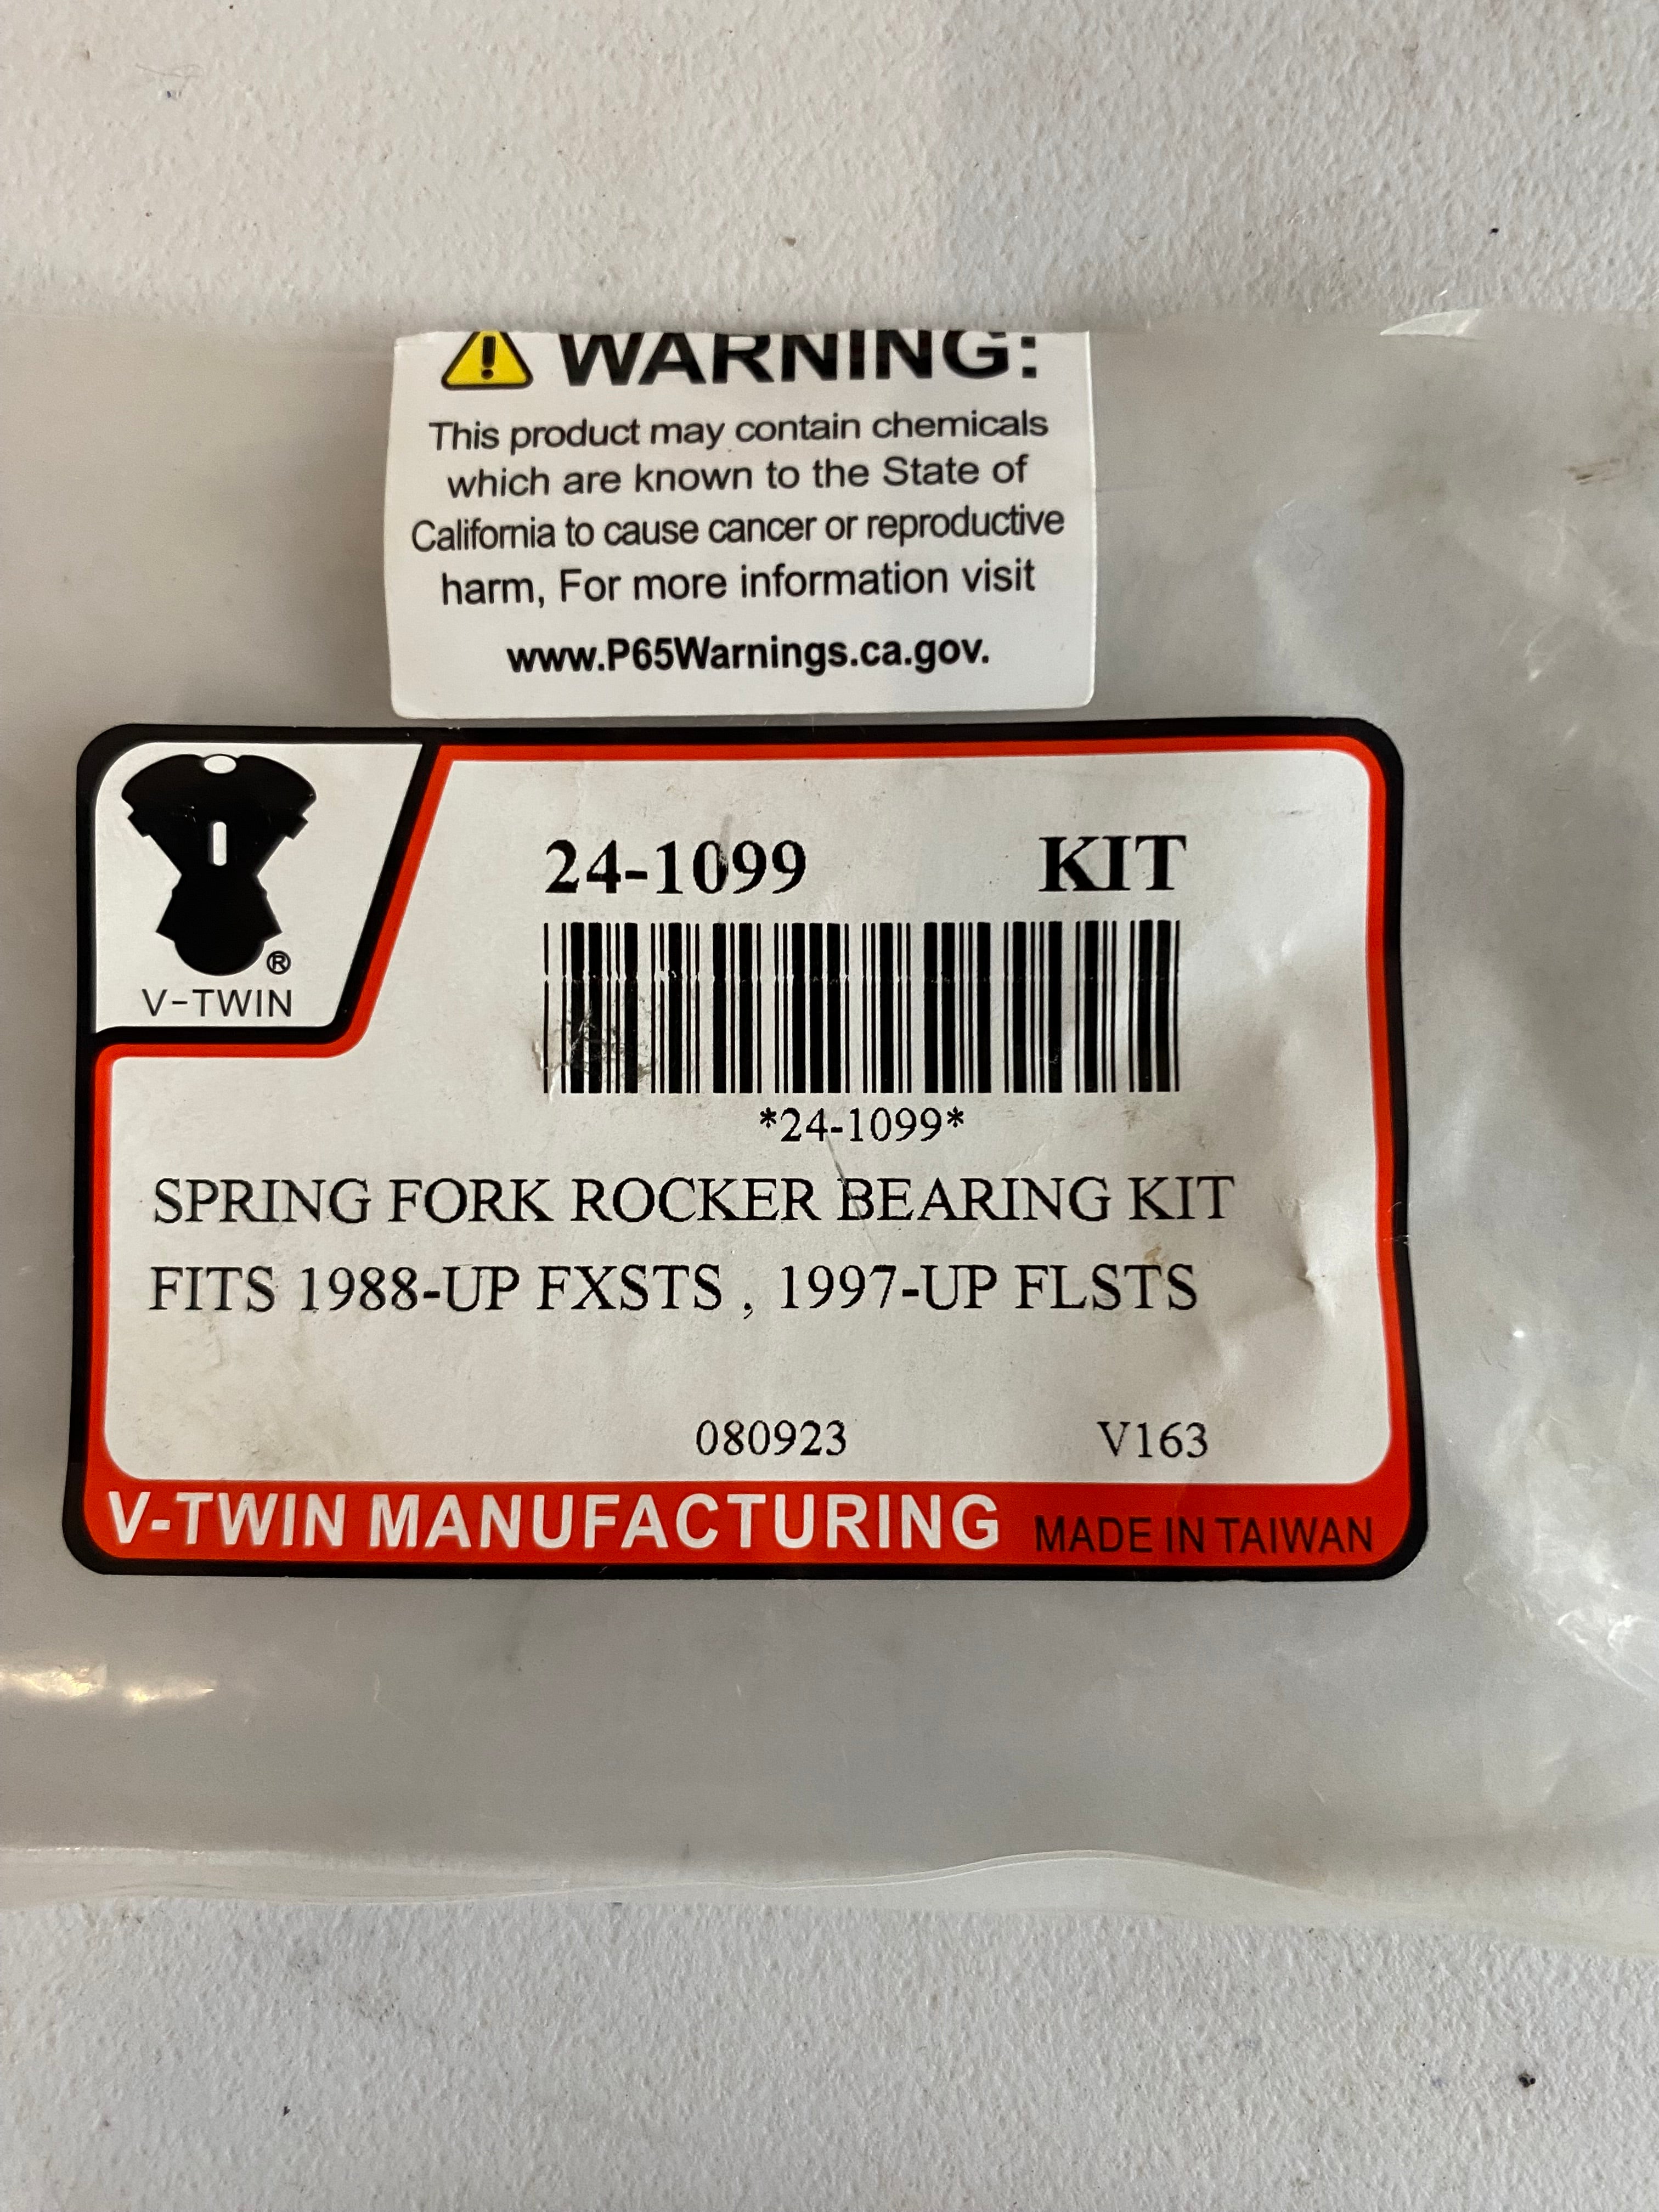 WARNING:
This product may contain chemicals
which are known to the State of
California to cause cancer or reproductive
harm, For more information visit
www.P65Warnings.ca.gov.
®
V-TWIN
24-1099 KIT
*24-1099*
SPRING FORK ROCKER BEARING KIT
FITS 1988-UP FXSTS , 1997-UP FLSTS
080923 V163
V-TWIN MANUFACTURING MADE IN TAIWAN